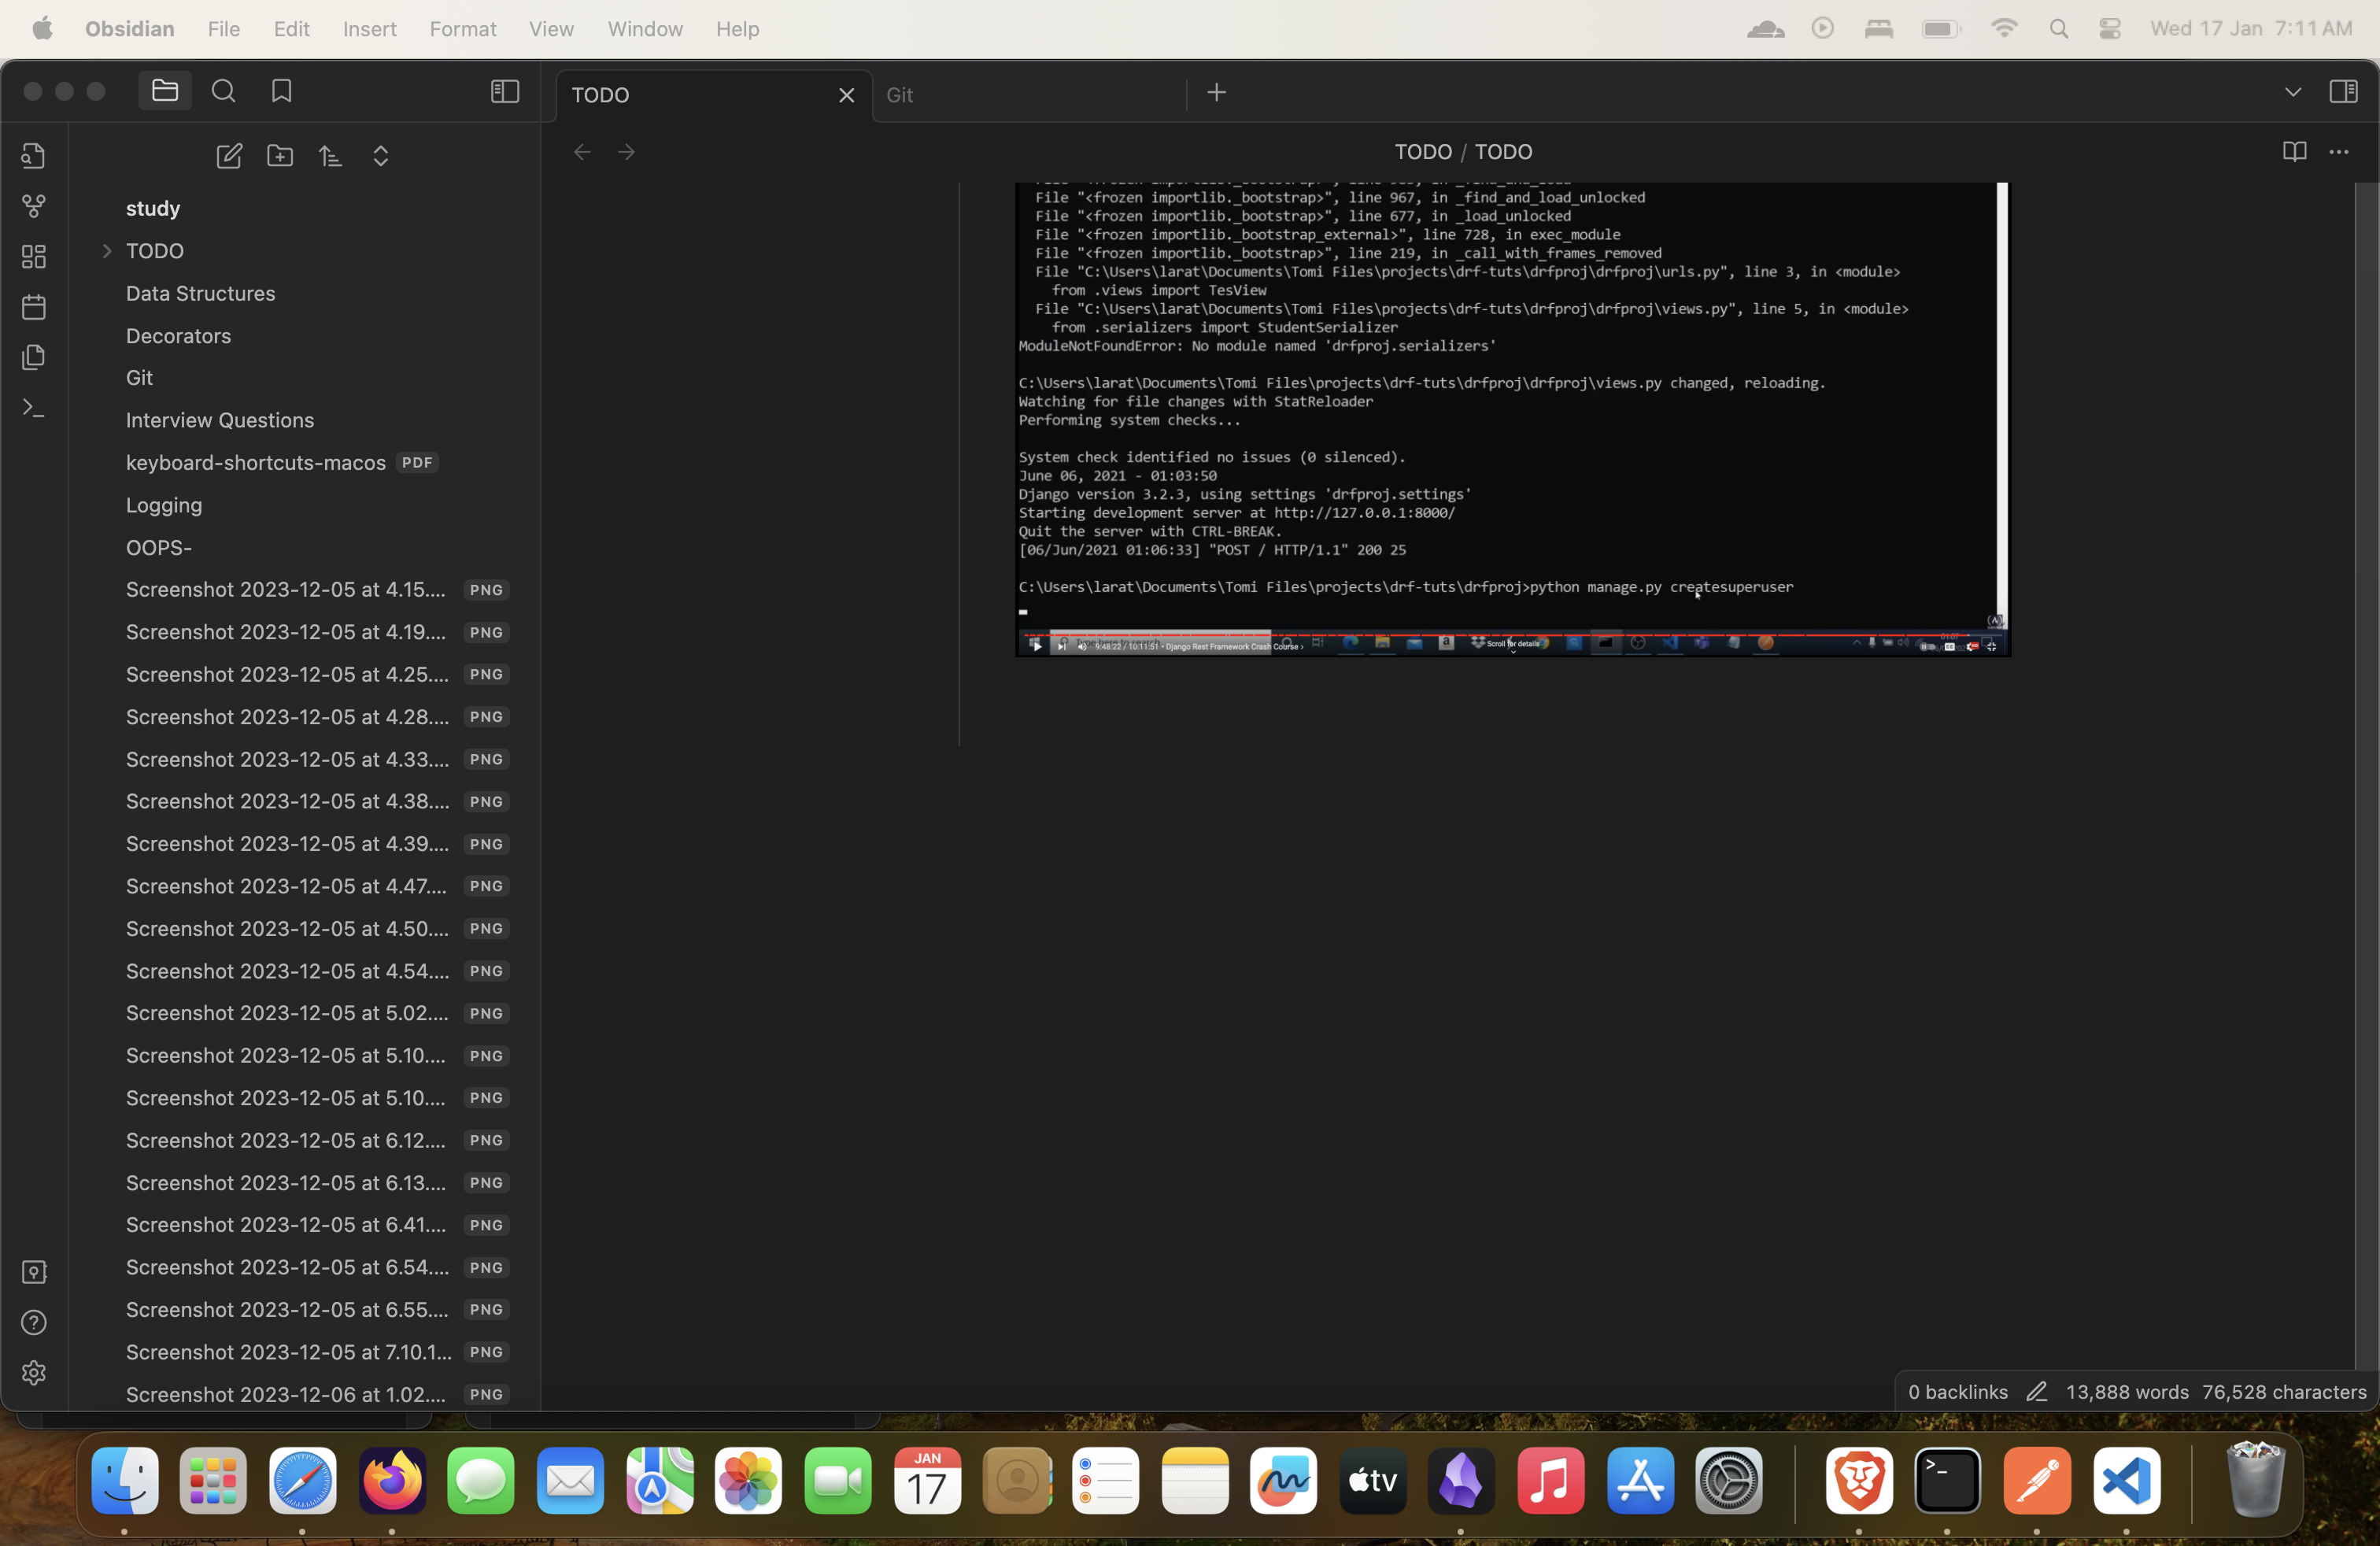 Obsidian File Edit Insert Format View Window Help Wed 17 Jan 7:11 AM
TODO Git
TODO / TODO
study
TODO
Data Structures
Decorators
Git
Interview Questions
keyboard-shortcuts-macos PDF
Logging
OOPS-
Screenshot 2023-12-05 at 4.15.... PNG
Screenshot 2023-12-05 at 4.19.... PNG
Screenshot 2023-12-05 at 4.25.... PNG
Screenshot 2023-12-05 at 4.28.... PNG
Screenshot 2023-12-05 at 4.33.... PNG
Screenshot 2023-12-05 at 4.38.... PNG
Screenshot 2023-12-05 at 4.39.... PNG
Screenshot 2023-12-05 at 4.47.... PNG
Screenshot 2023-12-05 at 4.50.... PNG
Screenshot 2023-12-05 at 4.54.... PNG
Screenshot 2023-12-05 at 5.02.... PNG
Screenshot 2023-12-05 at 5.10.... PNG
Screenshot 2023-12-05 at 5.10.... PNG
Screenshot 2023-12-05 at 6.12.... PNG
Screenshot 2023-12-05 at 6.13.... PNG
Screenshot 2023-12-05 at 6.41.... PNG
Screenshot 2023-12-05 at 6.54.... PNG
Screenshot 2023-12-05 at 6.55.... PNG
Screenshot 2023-12-05 at 7.10.1... PNG
Screenshot 2023-12-06 at 1.02.... PNG
File "<frozen importlib._bootstrap>", line 967, in _find_and_load_unlocked
File "<frozen importlib._bootstrap>", line 677, in _load_unlocked
File "<frozen importlib._bootstrap_external>", line 728, in exec_module
File "<frozen importlib._bootstrap>", line 219, in _call_with_frames_removed
File "C:\Users\larat\Documents\Tomi Files\projects\drf-tuts\drfproj\drfproj\urls.py", line 3, in <module>
from .views import TesView
File "C:\Users\larat\Documents\Tomi Files\projects\drf-tuts\drfproj\drfproj\views.py", line 5, in <module>
from .serializers import StudentSerializer
ModuleNotFoundError: No module named 'drfproj.serializers'
C:\Users\larat\Documents\Tomi Files\projects\drf-tuts\drfproj\drfproj\views.py changed, reloading.
Watching for file changes with StatReloader
Performing system checks...
System check identified no issues (0 silenced).
June 06, 2021 - 01:03:50
Django version 3.2.3, using settings 'drfproj.settings'
Starting development server at http://127.0.0.1:8000/
Quit the server with CTRL-BREAK.
[06/Jun/2021 01:06:33] "POST / HTTP/1.1" 200 25
C:\Users\larat\Documents\Tomi Files\projects\drf-tuts\drfproj>python manage.py createsuperuser
Type here to search
9:48:22 / 10:11:51 • Django Rest Framework Crash Course > Scroll for details
0 backlinks 13,888 words 76,528 characters
JAN
17
tv